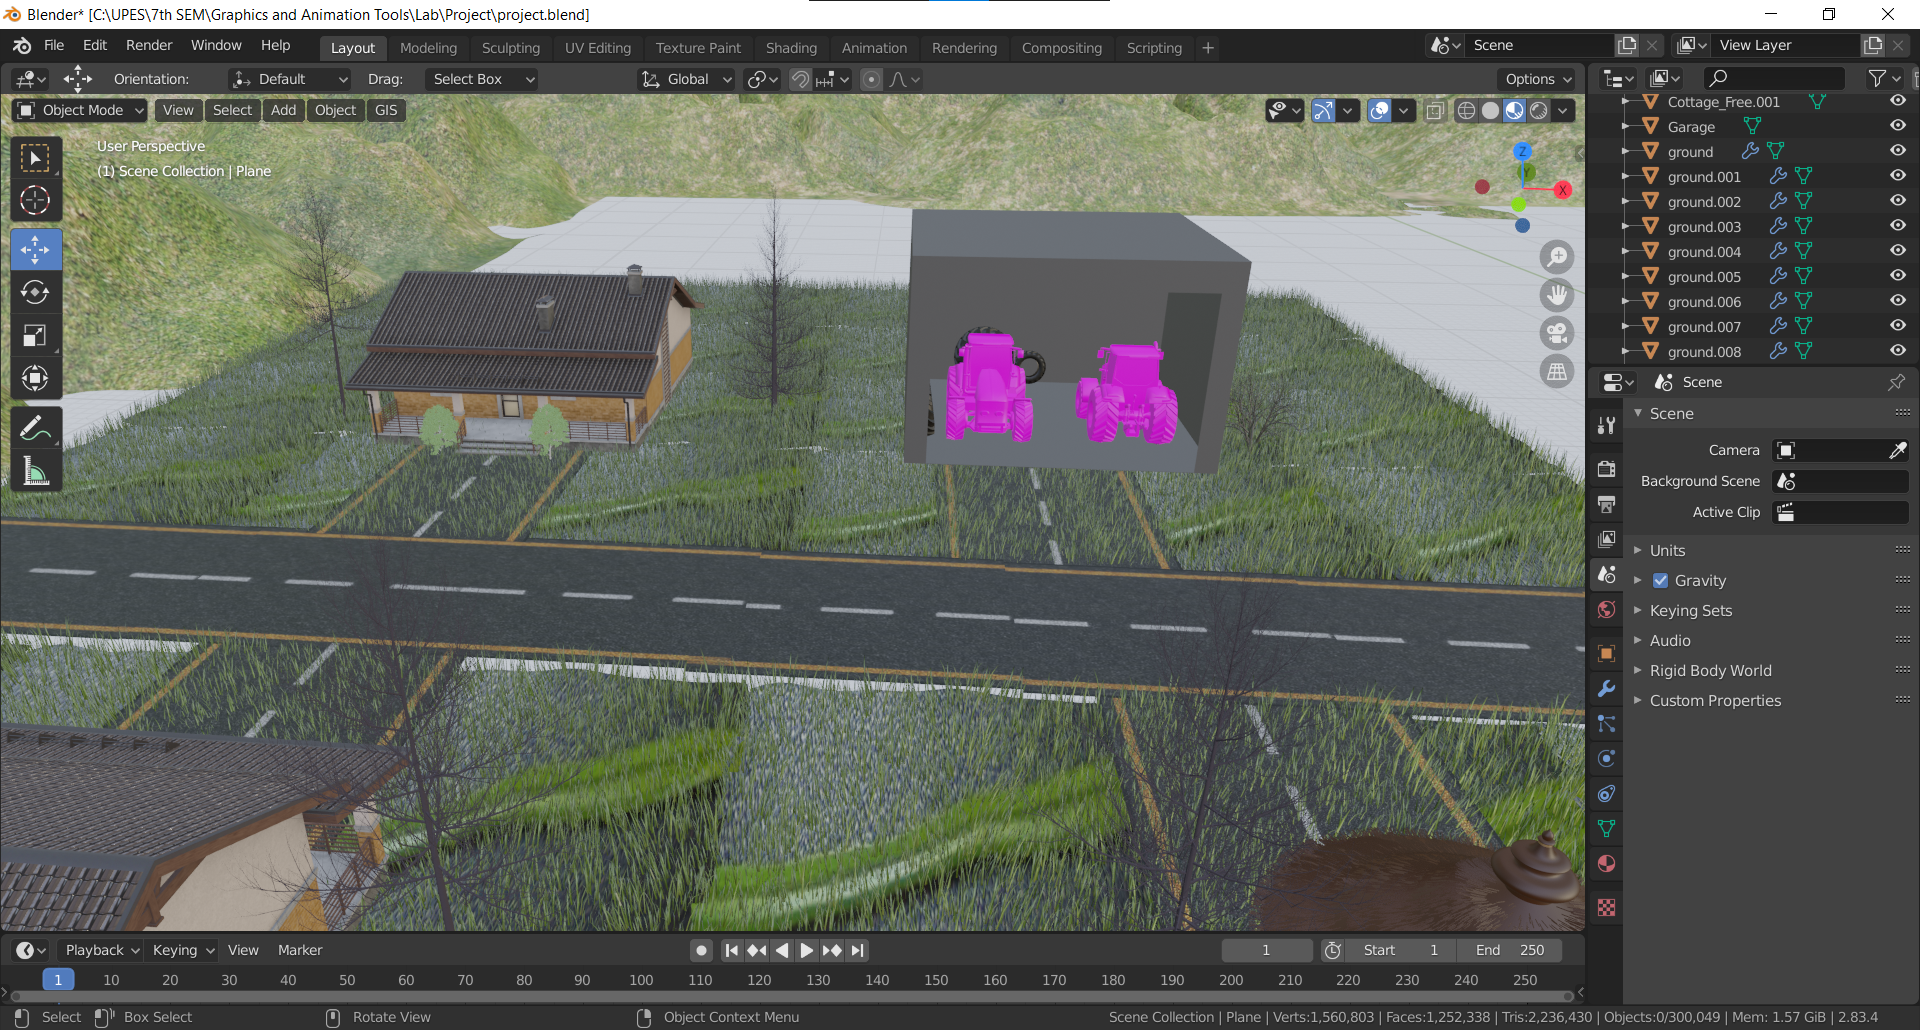 Blender* [C:\UPES\7th SEM\Graphics and Animation Tools\Lab\Project\project.blend]
File Edit Render Window Help Layout Modeling Sculpting UV Editing Texture Paint Shading Animation Rendering Compositing Scripting + Scene View Layer
Orientation: Default Drag: Select Box Global Options
Object Mode View Select Add Object GIS
User Perspective
(1) Scene Collection | Plane
Z
Y
X
Cottage_Free.001
Garage
ground
ground.001
ground.002
ground.003
ground.004
ground.005
ground.006
ground.007
ground.008
Scene
Scene
Camera
Background Scene
Active Clip
Units
Gravity
Keying Sets
Audio
Rigid Body World
Custom Properties
Playback Keying View Marker 1 Start 1 End 250
1 10 20 30 40 50 60 70 80 90 100 110 120 130 140 150 160 170 180 190 200 210 220 230 240 250
Select Box Select Rotate View Object Context Menu Scene Collection | Plane | Verts:1,560,803 | Faces:1,252,338 | Tris:2,236,430 | Objects:0/300,049 | Mem: 1.57 GiB | 2.83.4